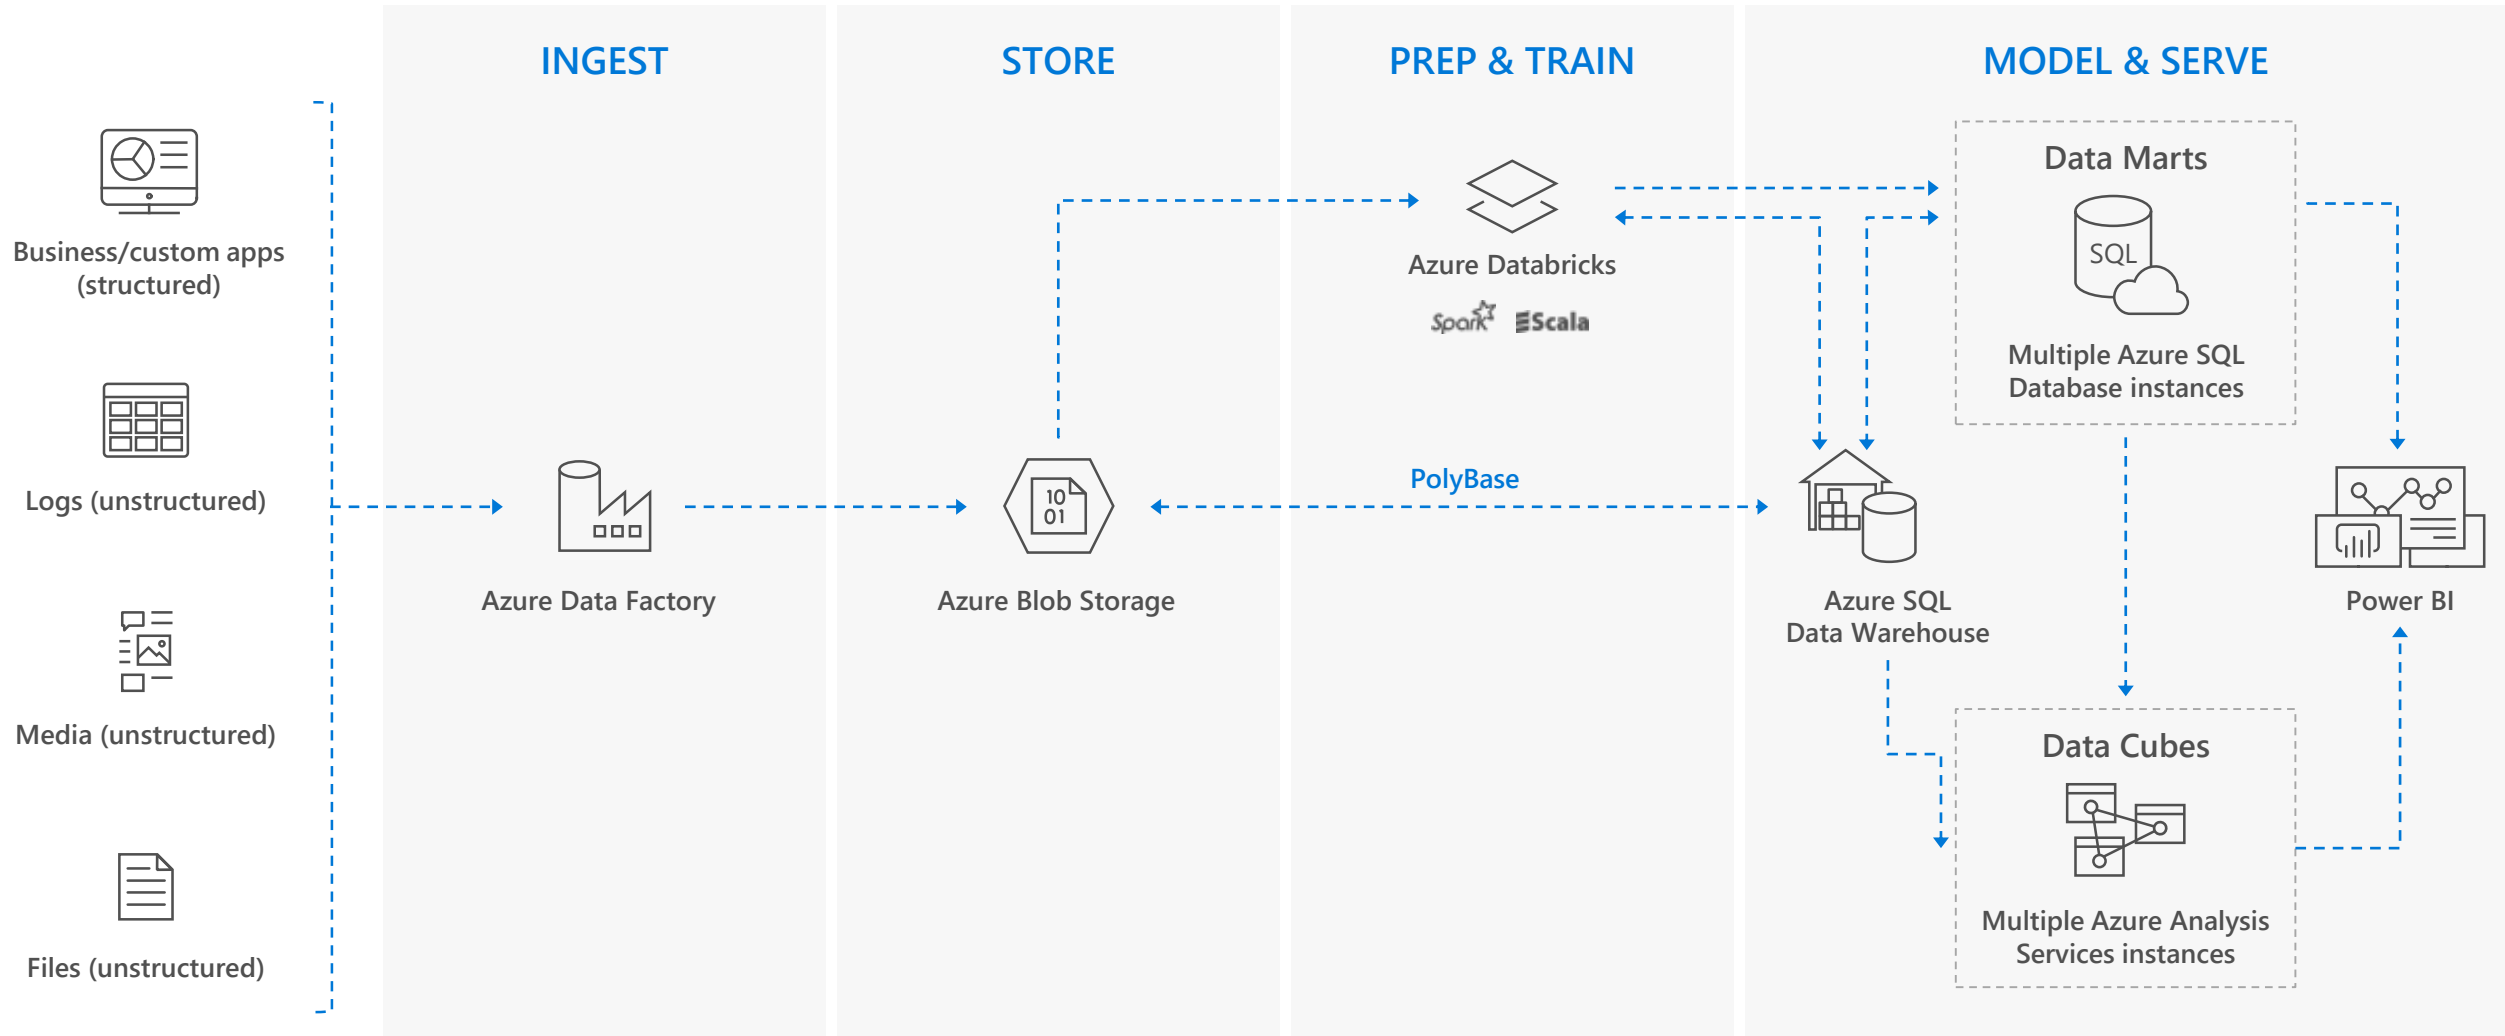 INGEST
STORE
PREP & TRAIN
MODEL & SERVE
Business/custom apps
(structured)
Logs (unstructured)
Media (unstructured)
Files (unstructured)
Azure Data Factory
10
01
Azure Blob Storage
Azure Databricks
Spark
Scala
PolyBase
Data Marts
SQL
Multiple Azure SQL
Database instances
Azure SQL
Data Warehouse
Power BI
Data Cubes
Multiple Azure Analysis
Services instances